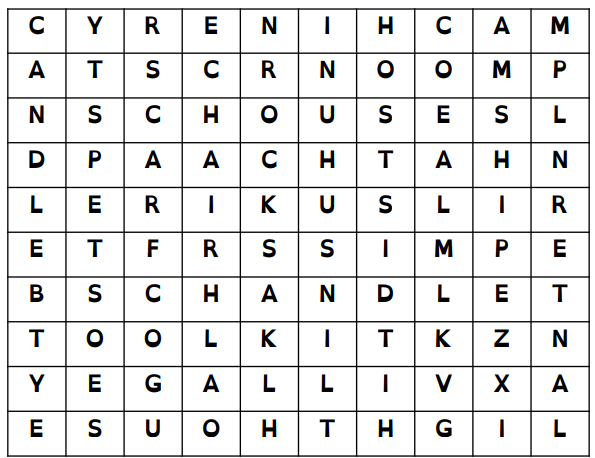 C Y R E N I H C A M
A T S C R N O O M P
N S C H O U S E S L
D P A A C H T A H N
L E R I K U S L I R
E T F R S S I M P E
B S C H A N D L E T
T O O L K I T K Z N
Y E G A L L I V X A
E S U O H T H G I L